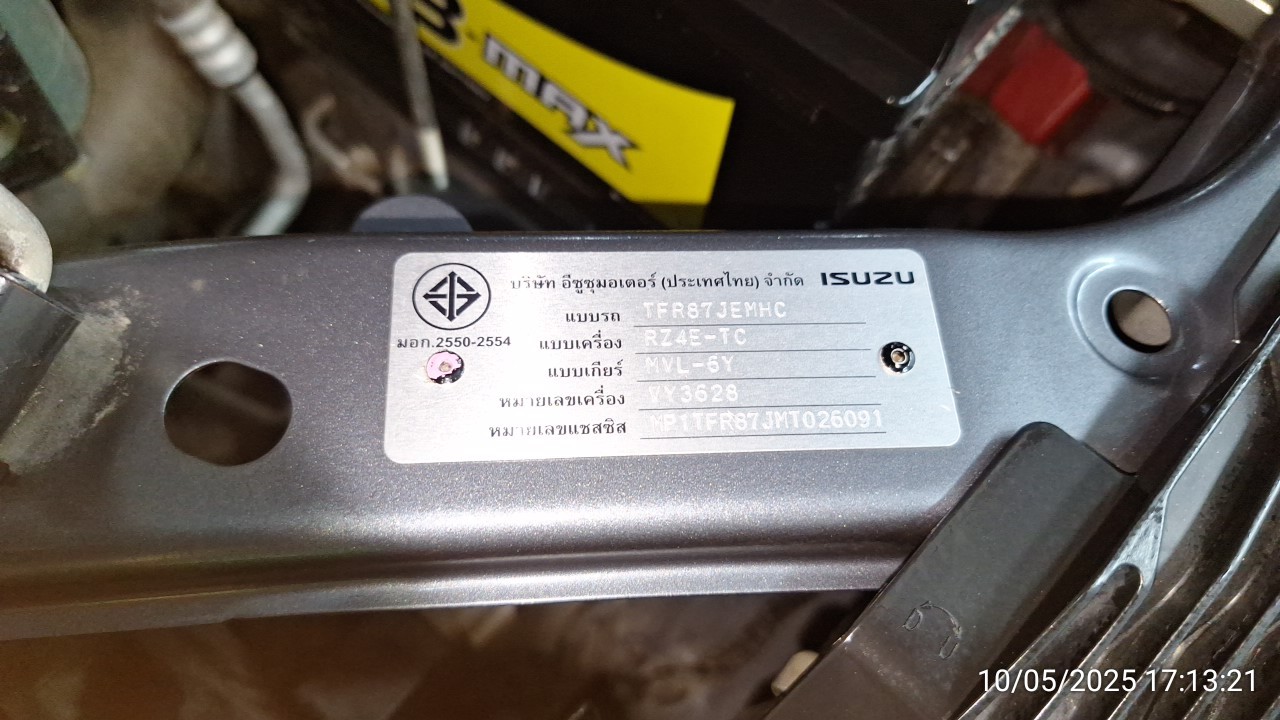 3B-MAX
บริษัท อีซูซุมอเตอร์ (ประเทศไทย) จำกัด ISUZU
แบบรถ TFR87JEMHC
มอก.2550-2554 แบบเครื่อง RZ4E-TC
แบบเกียร์ MVL-6Y
หมายเลขเครื่อง VY3628
หมายเลขแชสซิส MP1TFR87JMT026091
10/05/2025 17:13:21